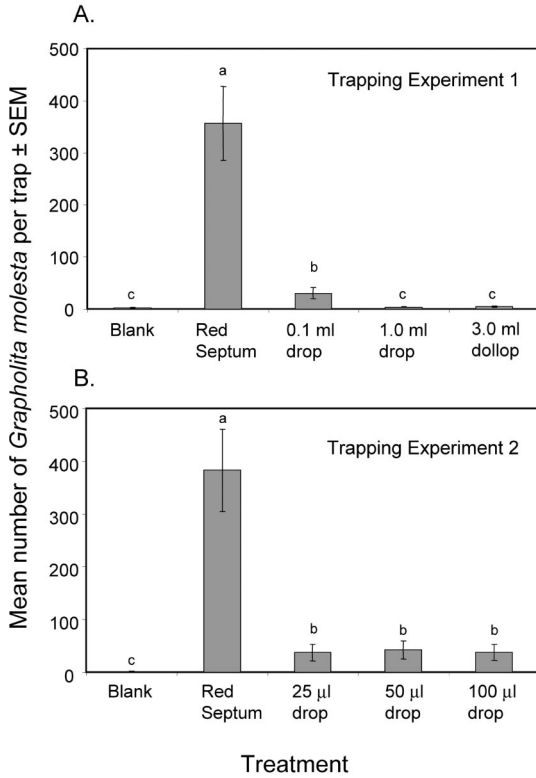 A.
Mean number of Grapholita molesta per trap ± SEM
500
400
300
200
100
0
Trapping Experiment 1
c
a
b
c
c
Blank
Red
Septum
0.1 ml
drop
1.0 ml
drop
3.0 ml
dollop
B.
500
400
300
200
100
0
Trapping Experiment 2
c
a
b
b
b
Blank
Red
Septum
25 µl
drop
50 µl
drop
100 µl
drop
Treatment